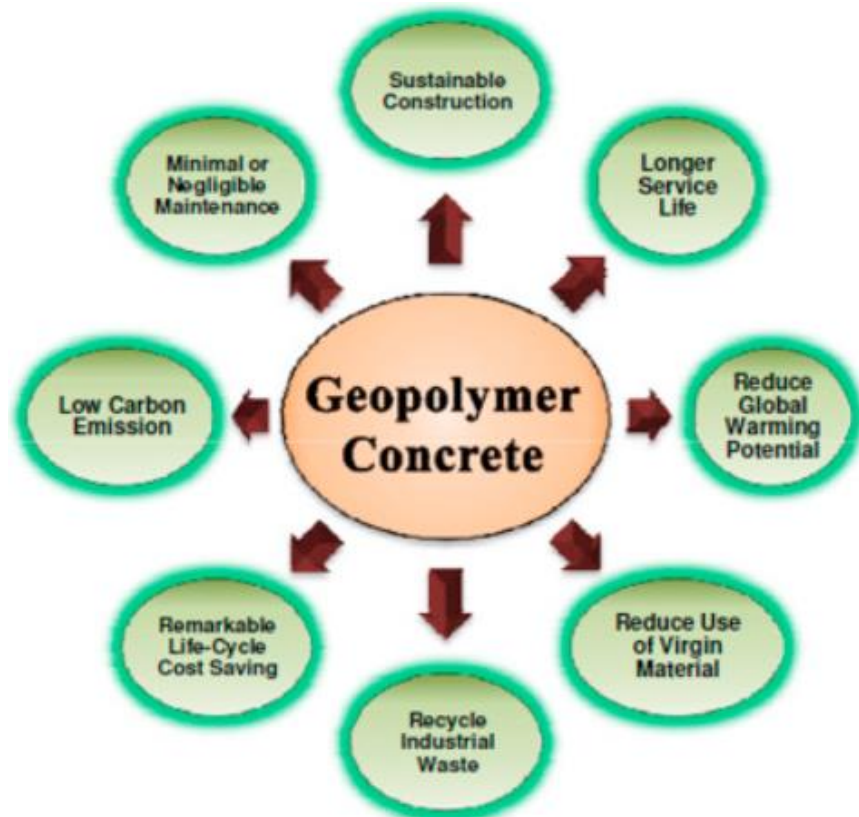 Sustainable
Construction
Longer
Service
Life
Reduce
Global
Warming
Potential
Reduce Use
of Virgin
Material
Recycle
Industrial
Waste
Remarkable
Life-Cycle
Cost Saving
Low Carbon
Emission
Minimal or
Negligible
Maintenance
Geopolymer
Concrete